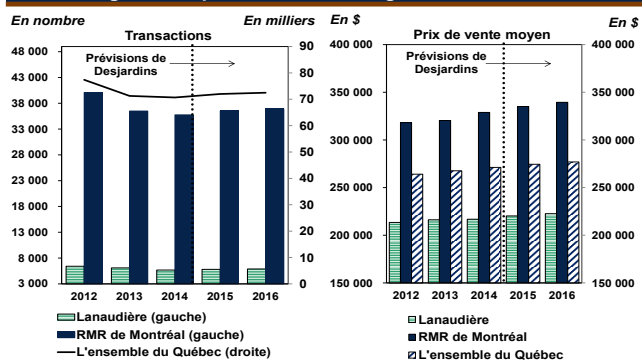 En nombre
En milliers
Transactions
Prévisions de
Desjardins
48 000
43 000
38 000
33 000
28 000
23 000
18 000
13 000
8 000
3 000
90
80
70
60
50
40
30
20
10
0
2012 2013 2014 2015 2016
Lanaudière (gauche)
RMR de Montréal (gauche)
L'ensemble du Québec (droite)
En $
En $
Prix de vente moyen
Prévisions de
Desjardins
400 000
350 000
300 000
250 000
200 000
150 000
400 000
350 000
300 000
250 000
200 000
150 000
2012 2013 2014 2015 2016
Lanaudière
RMR de Montréal
L'ensemble du Québec